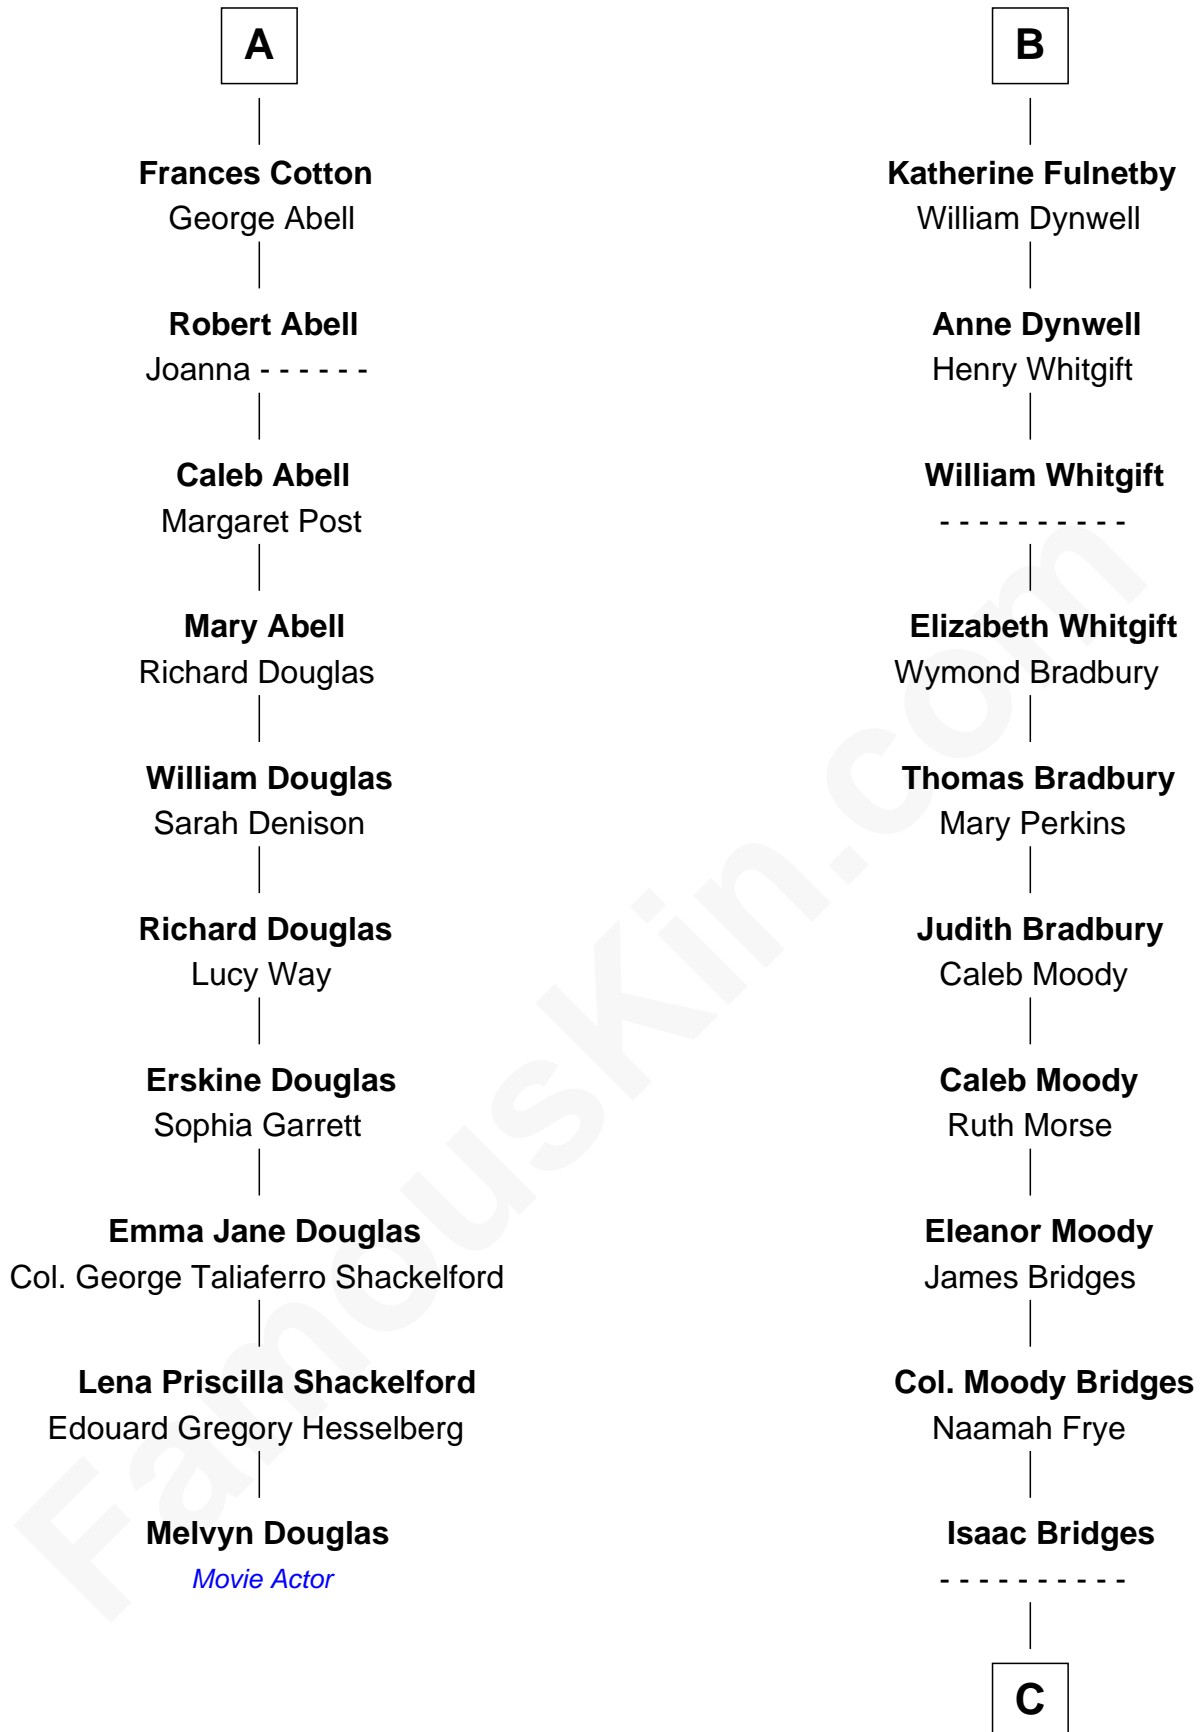 A
Frances Cotton
George Abell
Robert Abell
Joanna - - - - - -
Caleb Abell
Margaret Post
Mary Abell
Richard Douglas
William Douglas
Sarah Denison
Richard Douglas
Lucy Way
Erskine Douglas
Sophia Garrett
Emma Jane Douglas
Col. George Taliaferro Shackelford
Lena Priscilla Shackelford
Edouard Gregory Hesselberg
Melvyn Douglas
Movie Actor
B
Katherine Fulnetby
William Dynwell
Anne Dynwell
Henry Whitgift
William Whitgift
- - - - - - - - - -
Elizabeth Whitgift
Wymond Bradbury
Thomas Bradbury
Mary Perkins
Judith Bradbury
Caleb Moody
Caleb Moody
Ruth Morse
Eleanor Moody
James Bridges
Col. Moody Bridges
Naamah Frye
Isaac Bridges
- - - - - - - - - -
C
FamousKin.com